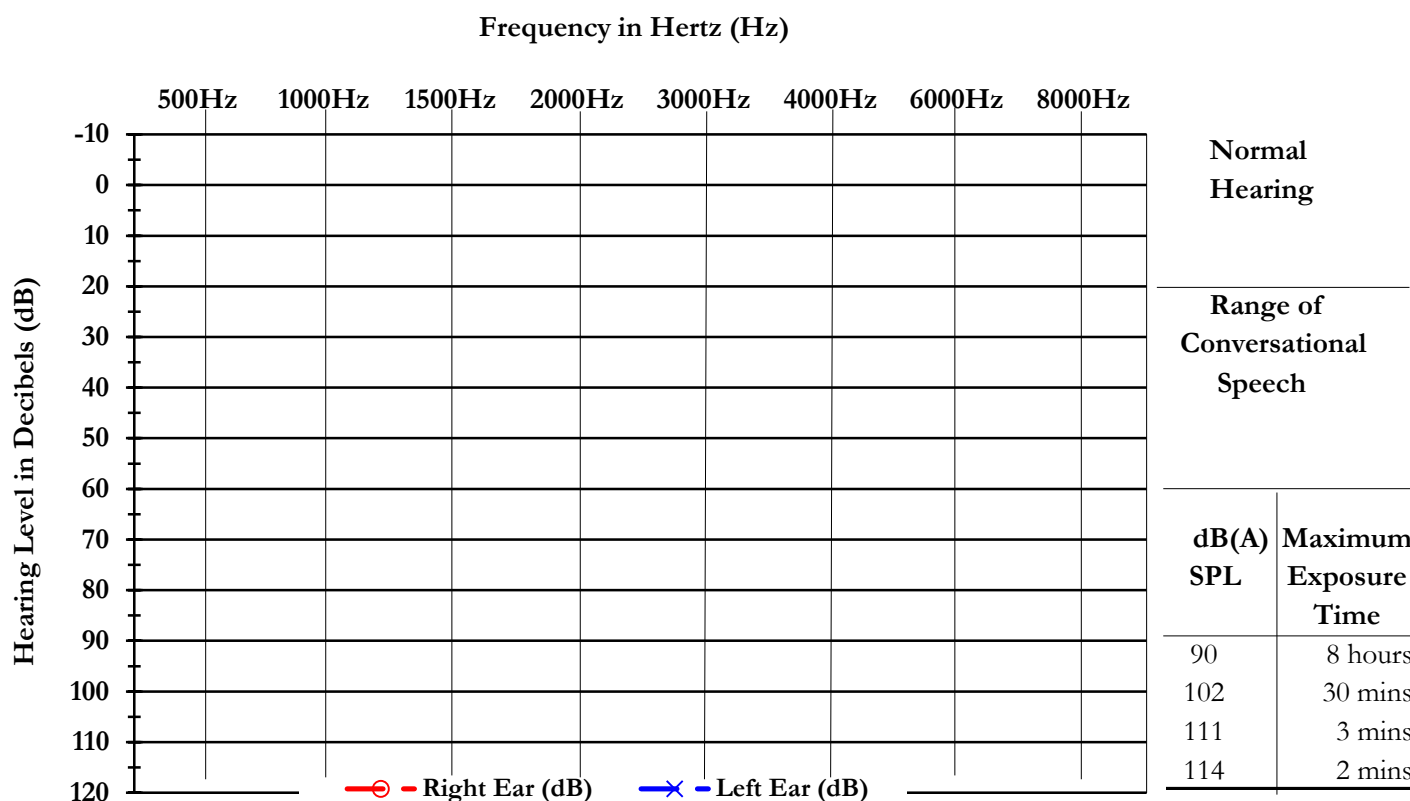 Frequency in Hertz (Hz)
500Hz 1000Hz 1500Hz 2000Hz 3000Hz 4000Hz 6000Hz 8000Hz
Hearing Level in Decibels (dB)
-10
0
10
20
30
40
50
60
70
80
90
100
110
120
Right Ear (dB) Left Ear (dB)
Normal
Hearing
Range of
Conversational
Speech
dB(A) Maximum
SPL Exposure
Time
90 8 hours
102 30 mins
111 3 mins
114 2 mins